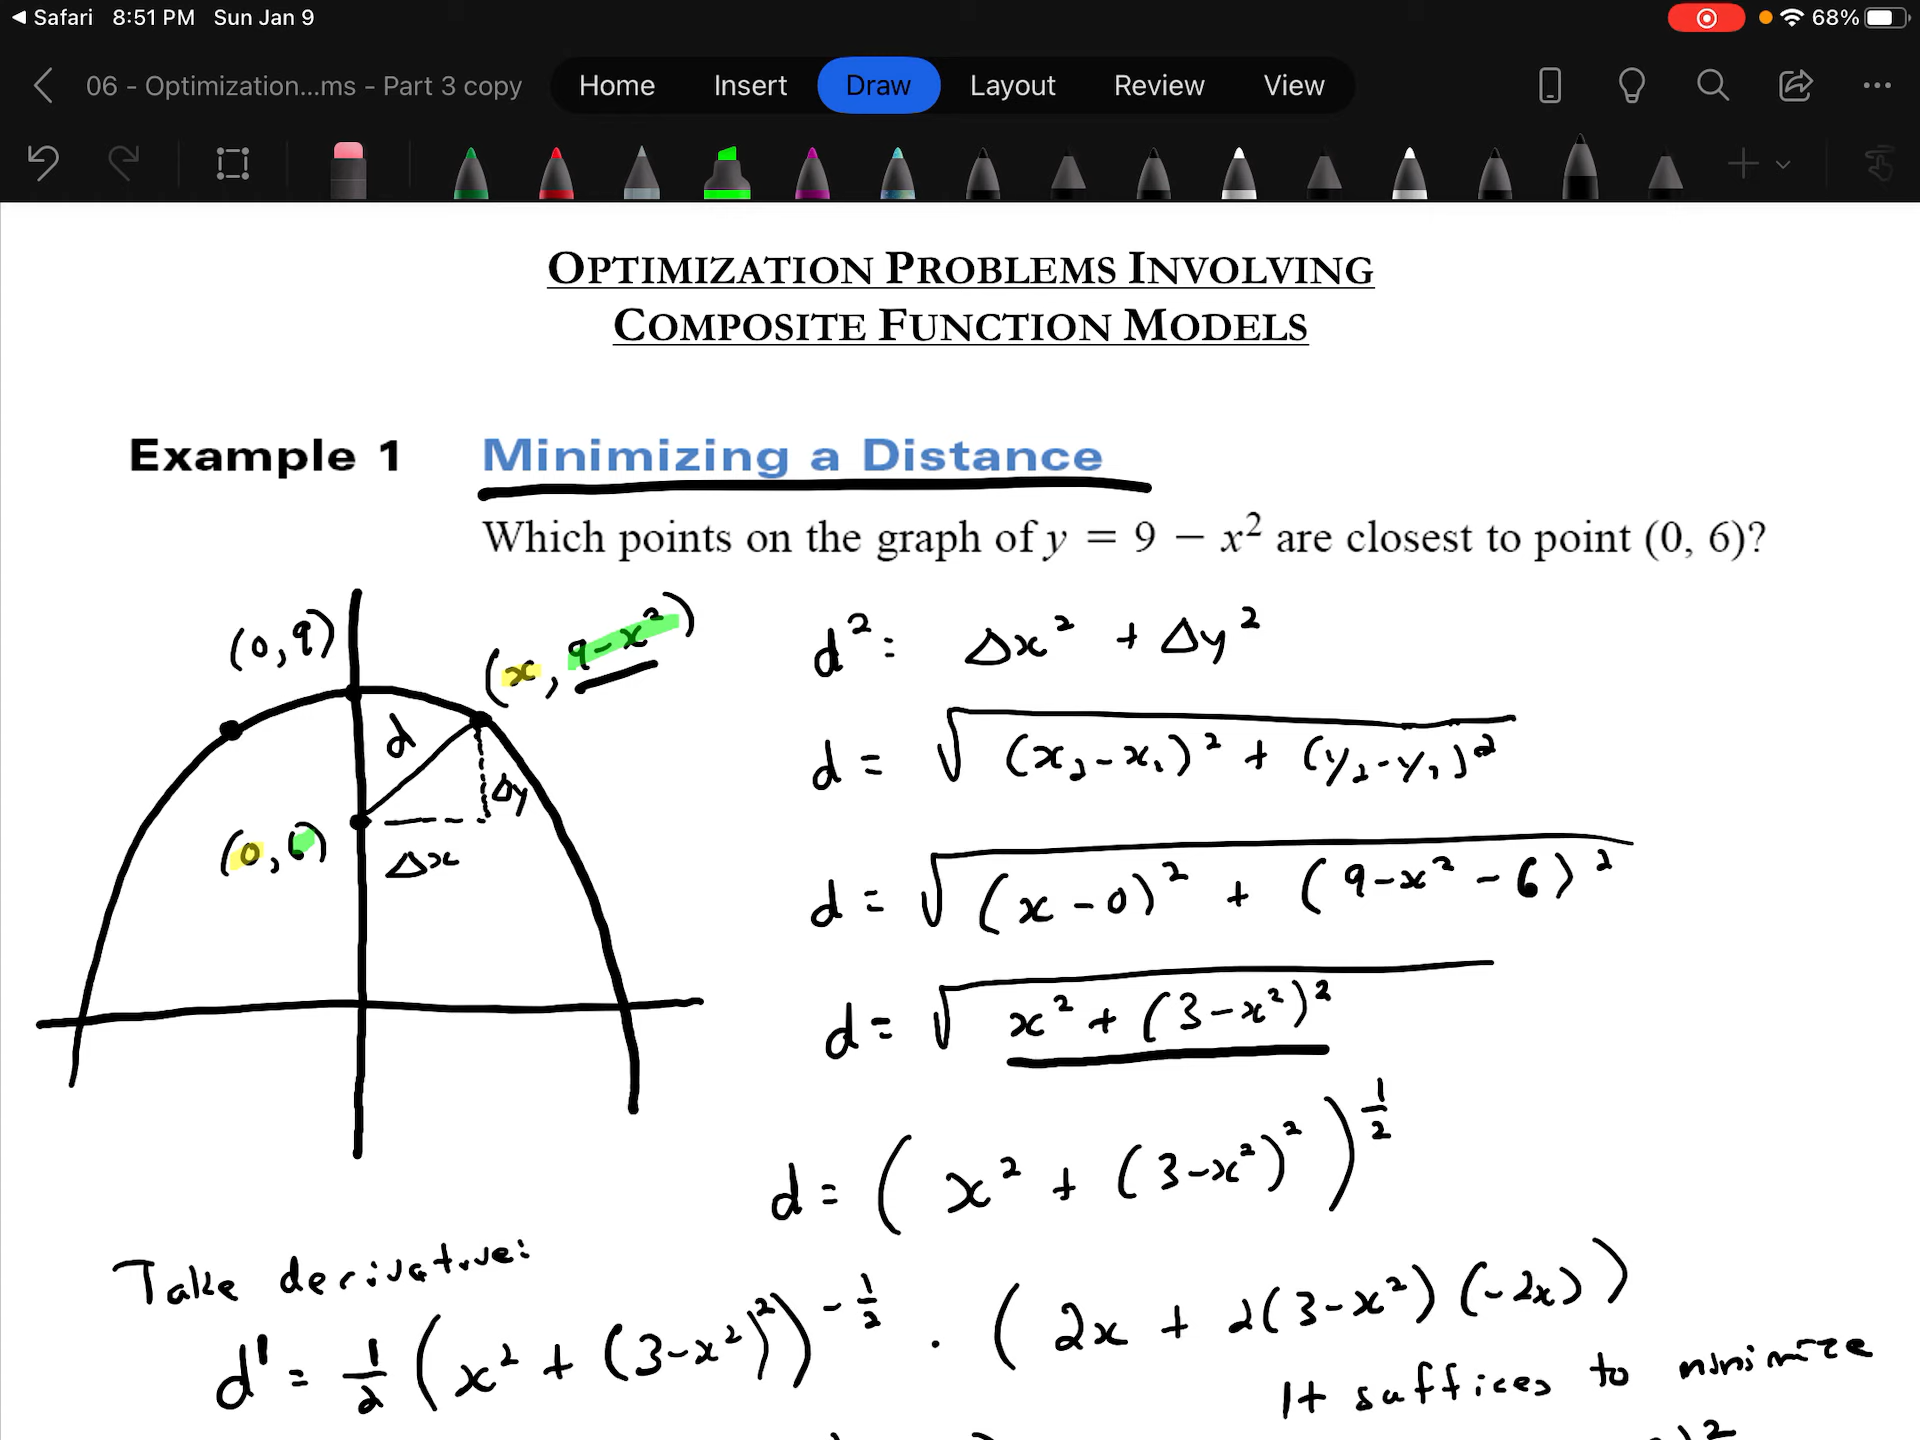 Safari 8:51 PM Sun Jan 9 68%
06 - Optimization...ms - Part 3 copy Home Insert Draw Layout Review View
OPTIMIZATION PROBLEMS INVOLVING
COMPOSITE FUNCTION MODELS
Example 1 Minimizing a Distance
Which points on the graph of y = 9 − x² are closest to point (0, 6)?
(0, 9)
(x, 9-x²)
d
Δy
(0, 6)
Δx
d² = Δx² + Δy²
d = √((x₂-x₁)² + (y₂-y₁)²)
d = √((x-0)² + (9-x²-6)²)
d = √(x² + (3-x²)²)
d = (x² + (3-x²)²)^(1/2)
Take derivative:
d' = 1/2 (x² + (3-x²)²)^(-1/2) · (2x + 2(3-x²)(-2x))
It suffices to minimize